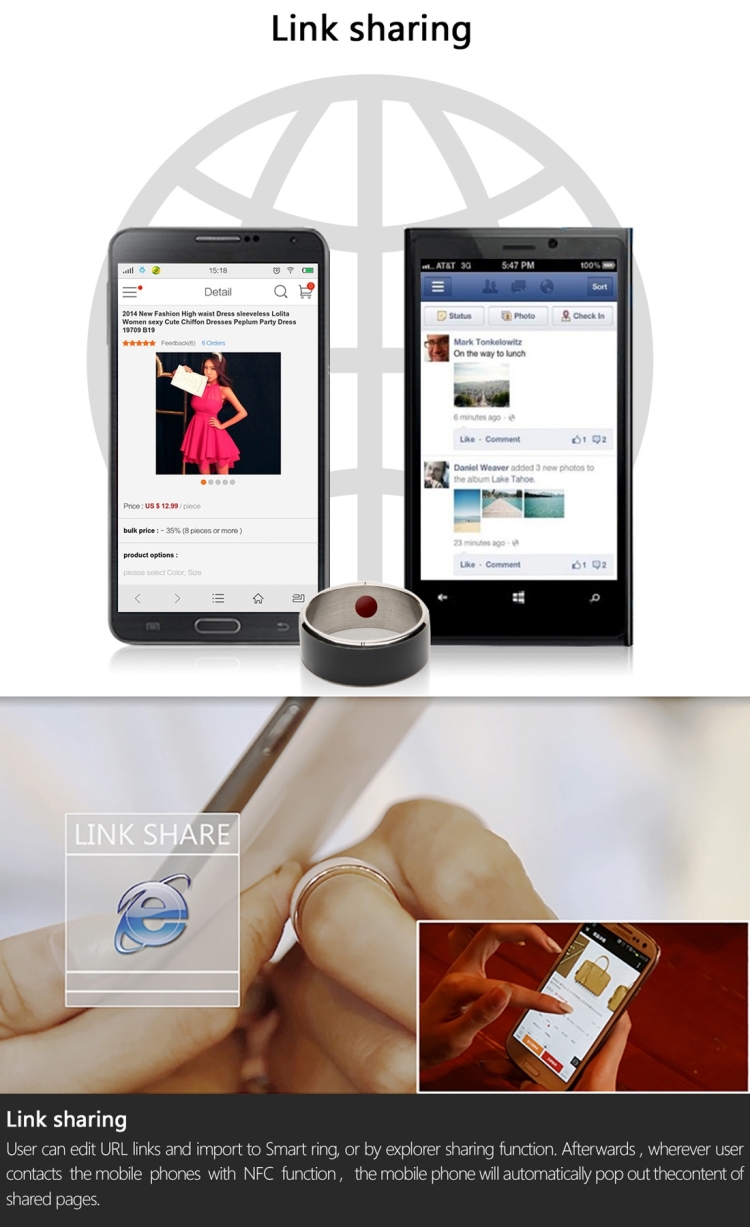 Link sharing
15:18
Detail
0
2014 New Fashion High waist Dress sleeveless Lolita
Women sexy Cute Chiffon Dresses Peplum Party Dress
19709 B19
Feedback(6) 6 Orders
Price : US $ 12.99 / piece
bulk price : - 35% (8 pieces or more )
product options :
please select Color, Size
AT&T 3G 5:47 PM 100%
Sort
Status Photo Check In
Mark Tonkelowitz
On the way to lunch
6 minutes ago
Like · Comment 1 2
Daniel Weaver added 3 new photos to
the album Lake Tahoe.
23 minutes ago
Like · Comment 1 2
LINK SHARE
Link sharing
User can edit URL links and import to Smart ring, or by explorer sharing function. Afterwards , wherever user
contacts the mobile phones with NFC function , the mobile phone will automatically pop out thecontent of
shared pages.